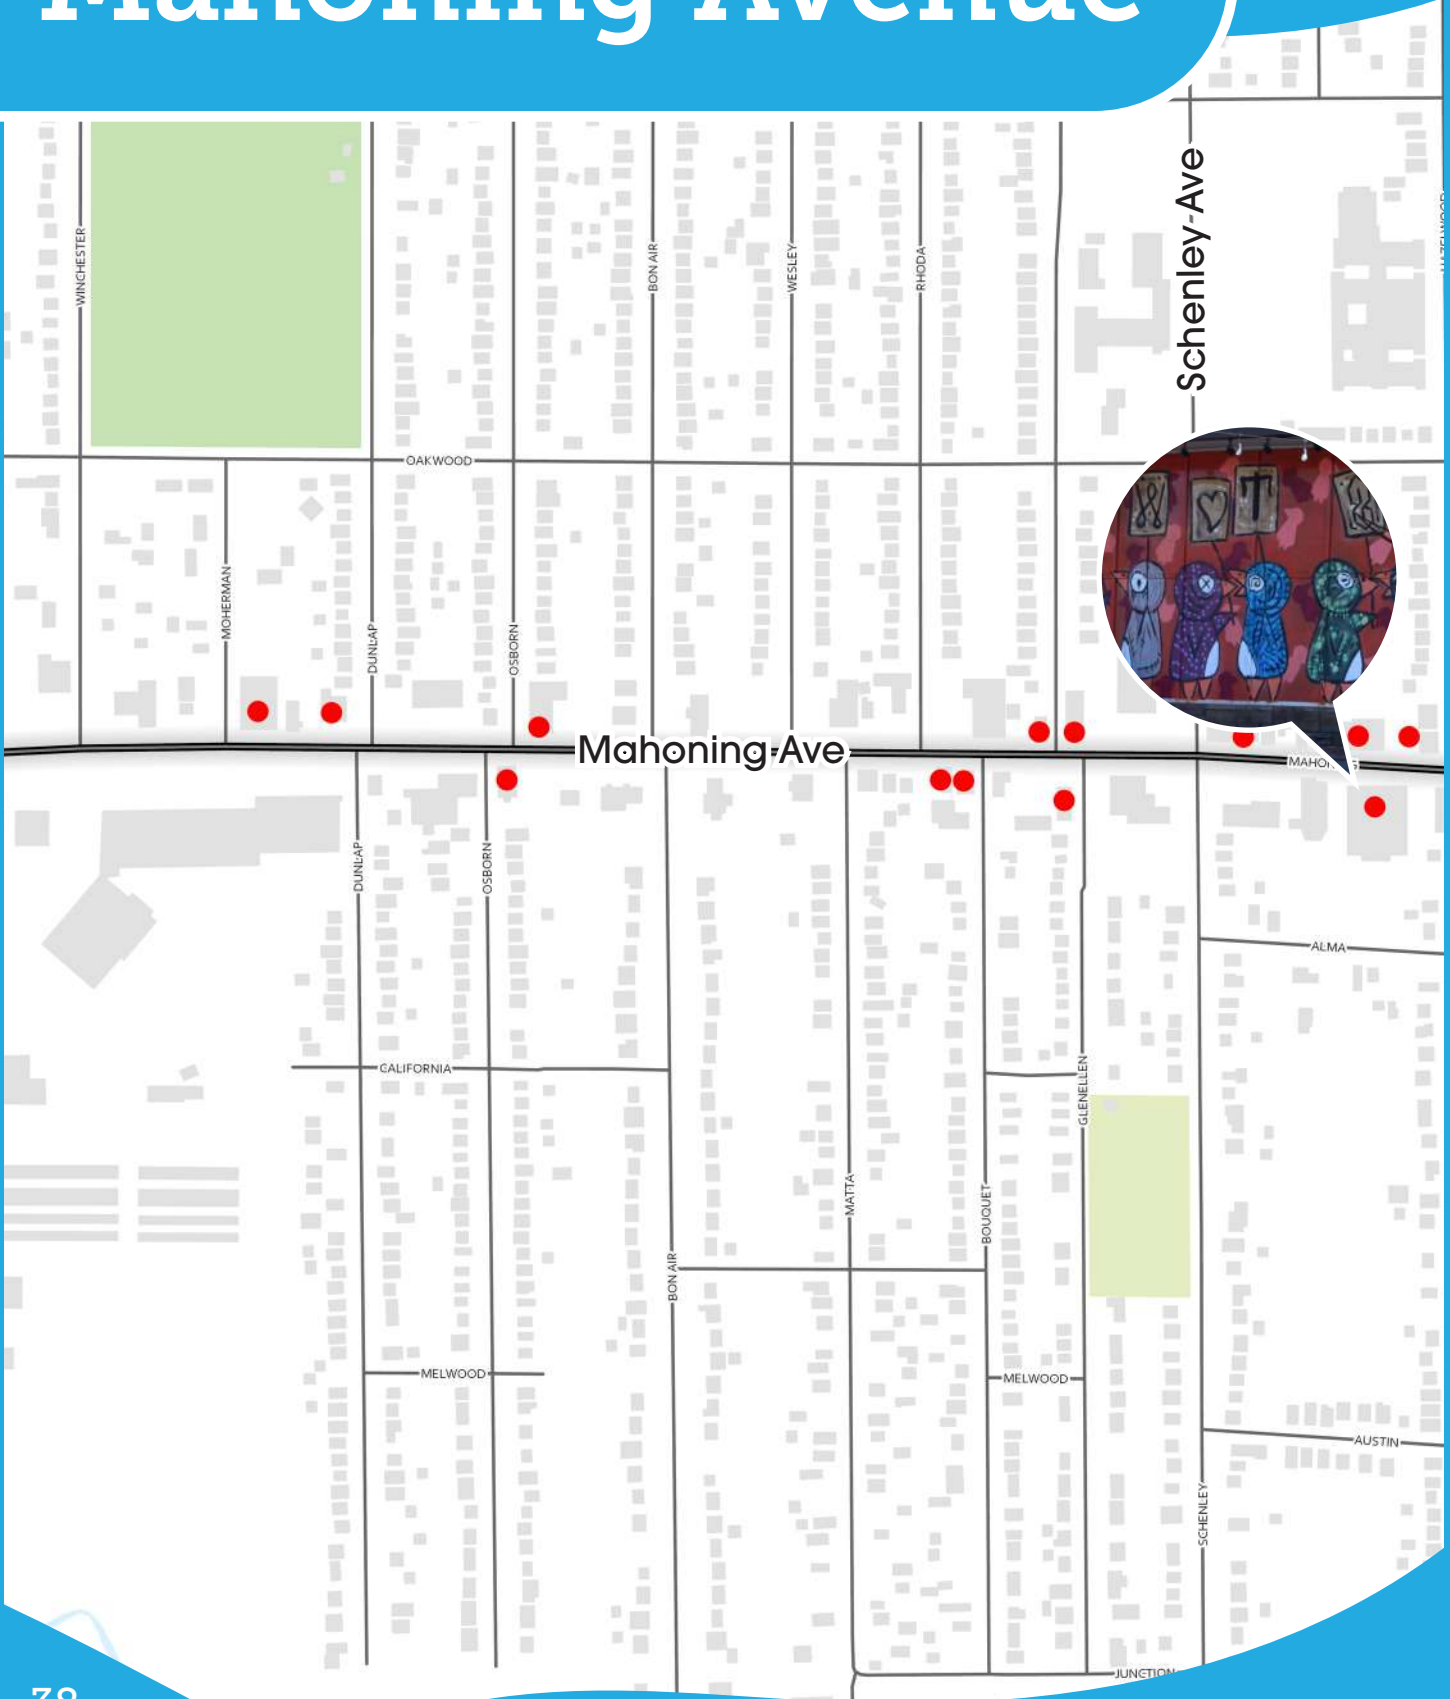 Mahoning Avenue
Schenley Ave
WINCHESTER
BON AIR
WESLEY
RHODA
OAKWOOD
MOHERMAN
DUNLAP
OSBORN
Mahoning Ave
DUNLAP
OSBORN
ALMA
CALIFORNIA
GLENELLEN
MATTA
BOUQUET
BON AIR
MELWOOD
MELWOOD
AUSTIN
SCHENLEY
JUNCTION